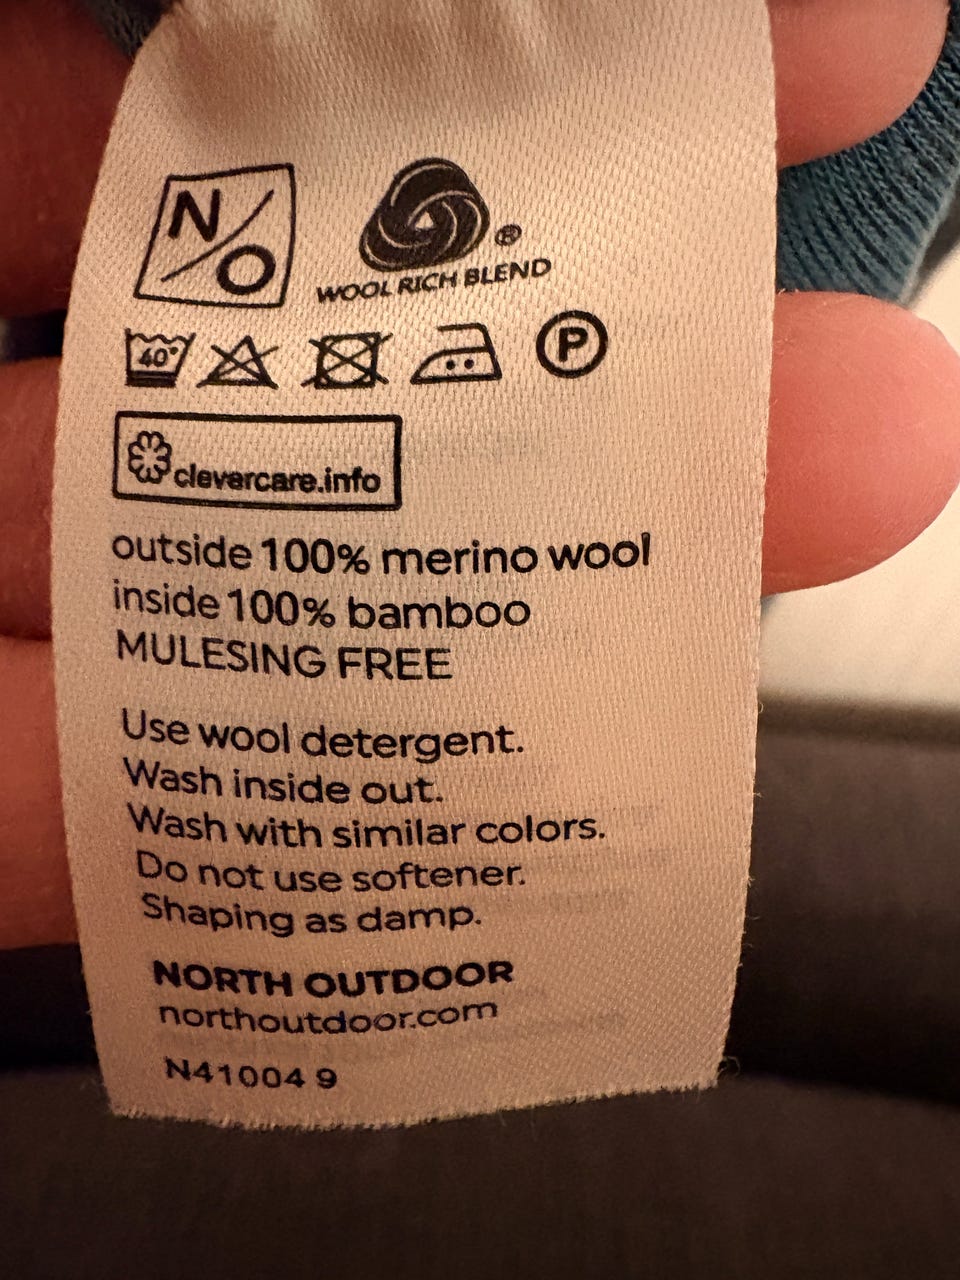 N/O
WOOL RICH BLEND ®
40° P
clevercare.info
outside 100% merino wool
inside 100% bamboo
MULESING FREE
Use wool detergent.
Wash inside out.
Wash with similar colors.
Do not use softener.
Shaping as damp.
NORTH OUTDOOR
northoutdoor.com
N41004 9